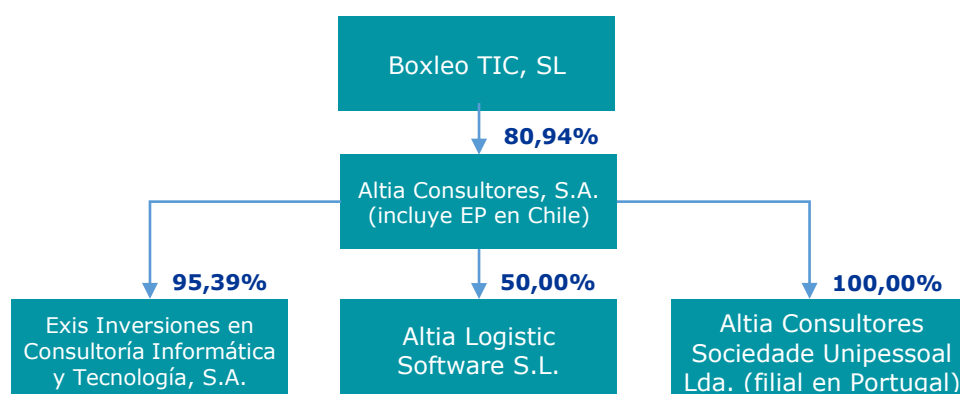 Boxleo TIC, SL
80,94%
Altia Consultores, S.A.
(incluye EP en Chile)
95,39%
50,00%
100,00%
Exis Inversiones en
Consultoría Informática
y Tecnología, S.A.
Altia Logistic
Software S.L.
Altia Consultores
Sociedade Unipessoal
Lda. (filial en Portugal)